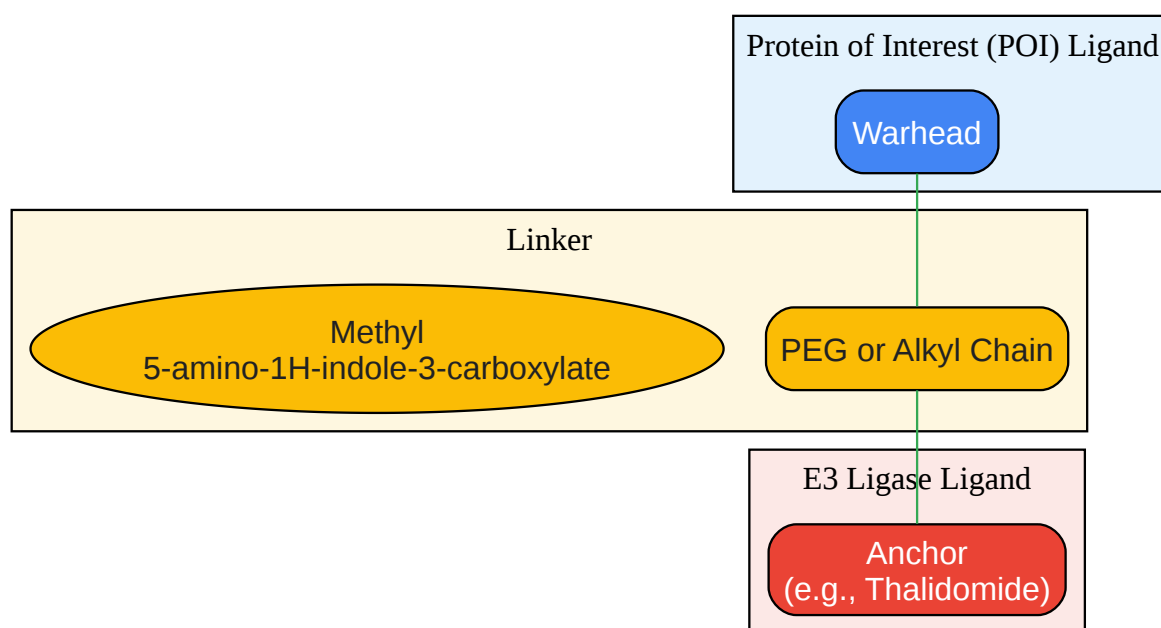 Protein of Interest (POI) Ligand
Warhead
Linker
Methyl
5-amino-1H-indole-3-carboxylate
PEG or Alkyl Chain
E3 Ligase Ligand
Anchor
(e.g., Thalidomide)